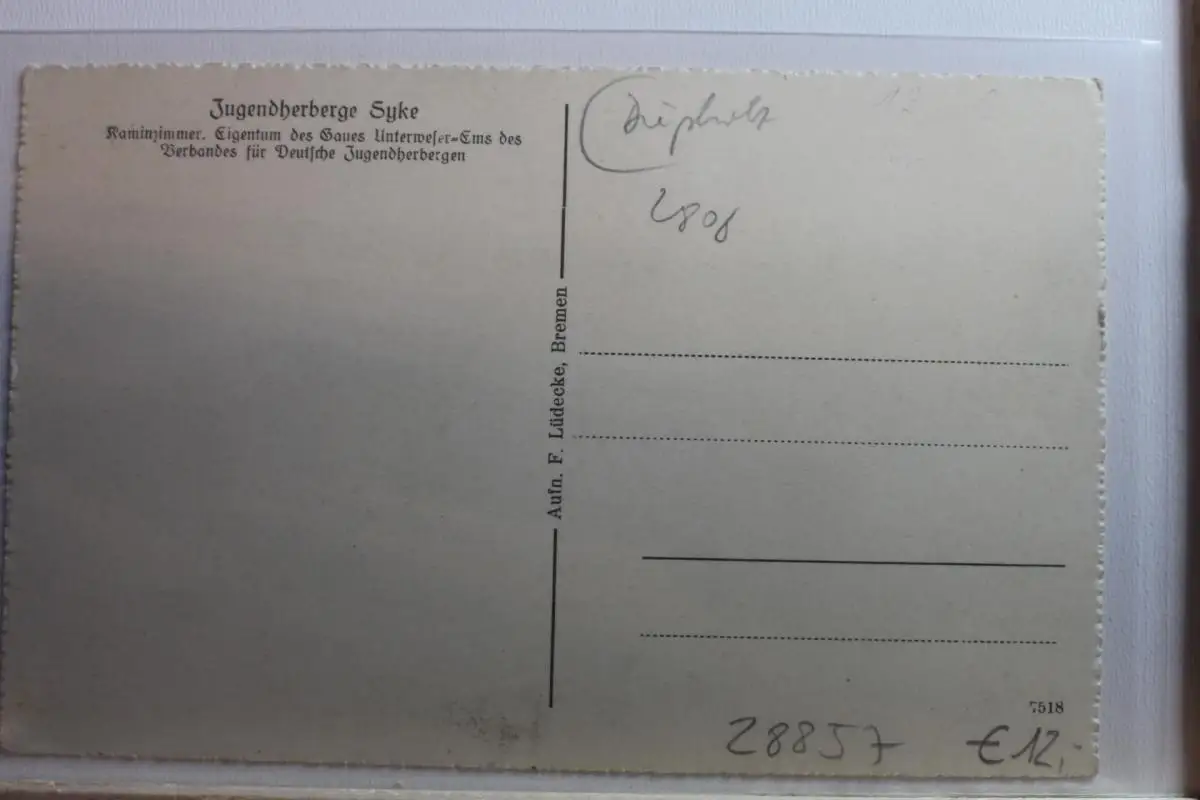 Jugendherberge Syke
Kaminzimmer. Eigentum des Gaues Unterweser-Ems des
Verbandes für Deutsche Jugendherbergen
Aufn. F. Lüdecke, Bremen
Diepholz
2808
518
28857 €12,-